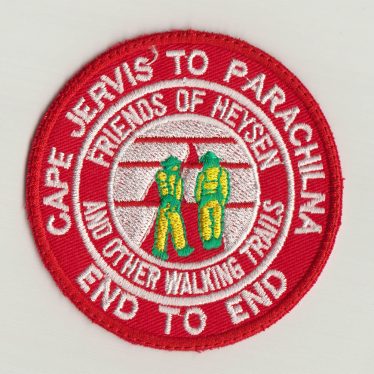 CAPE JERVIS TO PARACHILNA
FRIENDS OF HEYSEN
AND OTHER WALKING TRAILS
END TO END